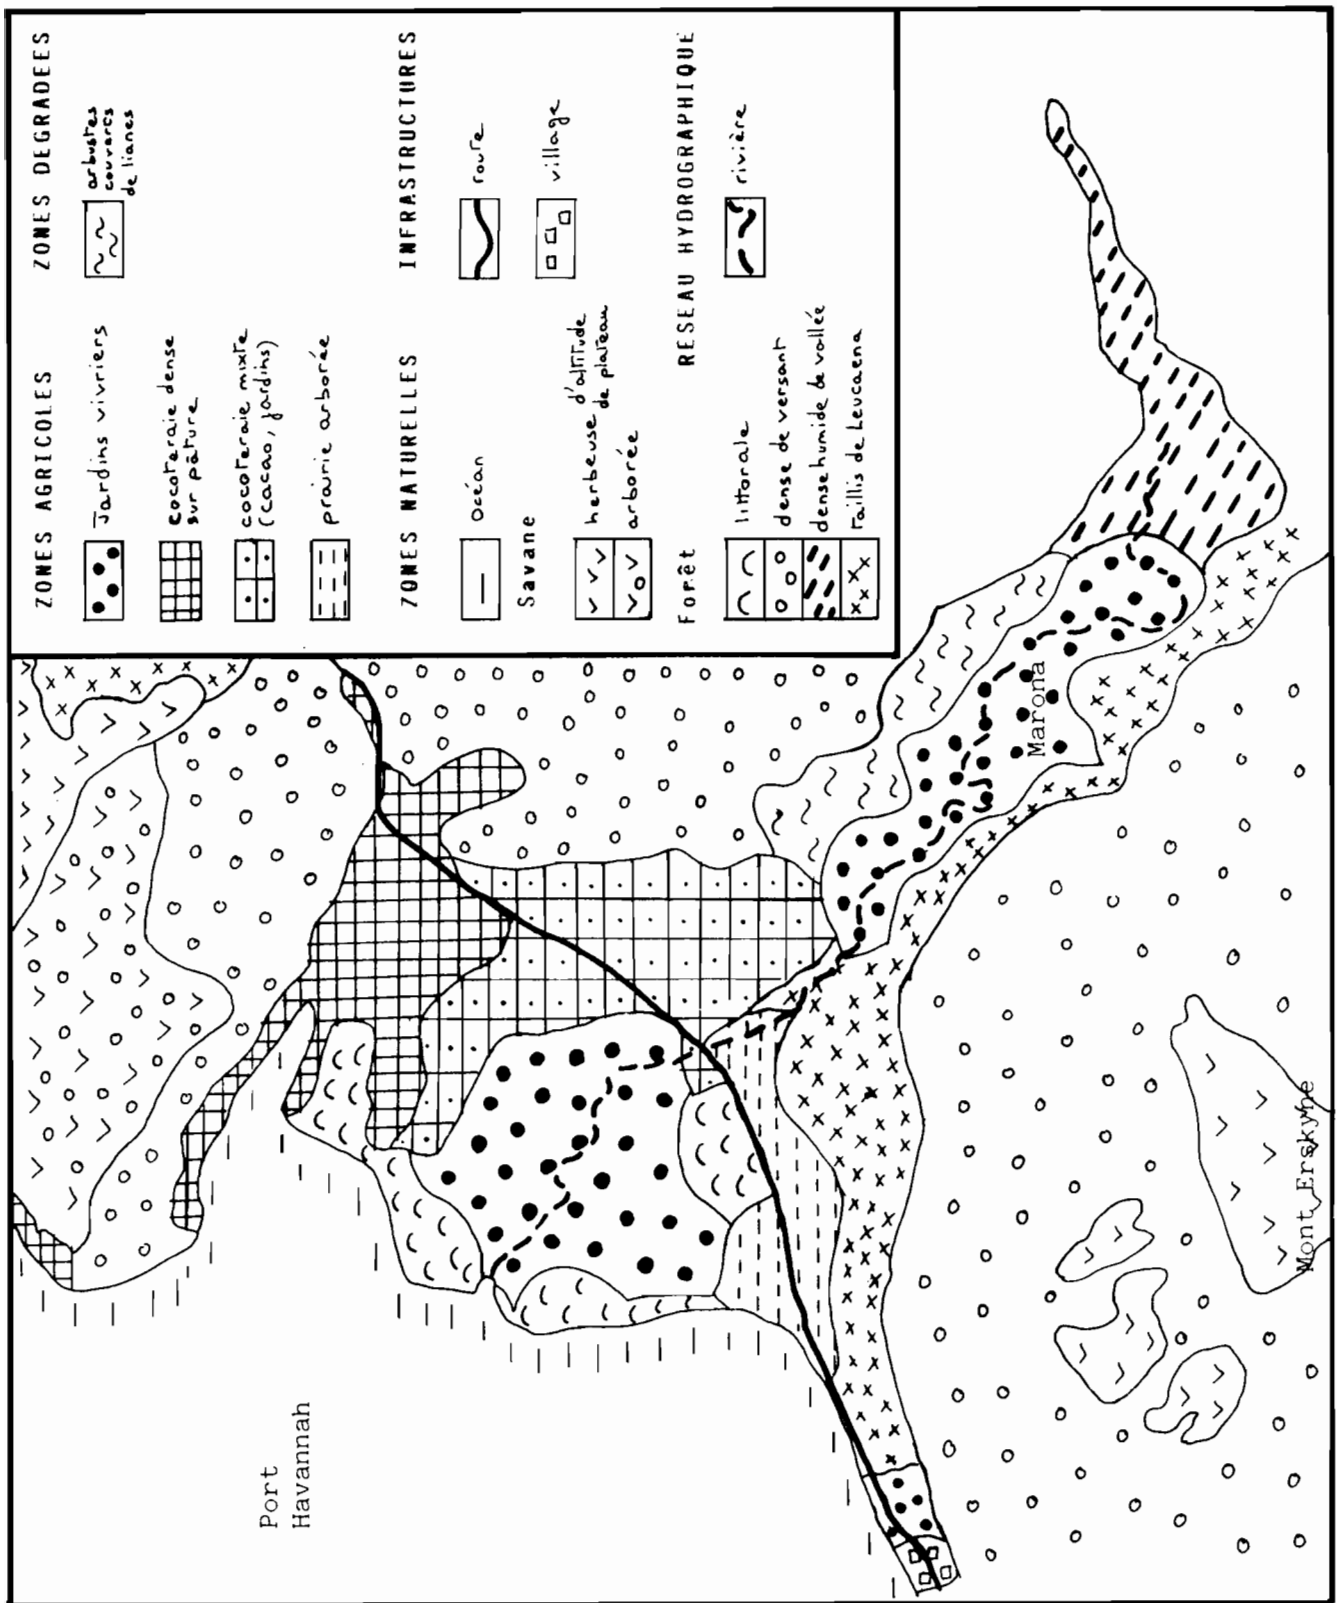 ZONES AGRICOLES
Jardins vivriers
cocoteraie dense
sur pâture
cocoteraie mixte
(cacao, jardins)
prairie arborée
ZONES DEGRADEES
arbustes
couverts
de lianes
ZONES NATURELLES
océan
Savane
herbeuse d'altitude
de plateau
arborée
Forêt
littorale
dense de versant
dense humide de vallée
taillis de Leucaena
INFRASTRUCTURES
route
village
RESEAU HYDROGRAPHIQUE
rivière
Port
Havannah
Marona
Mont Erskyne